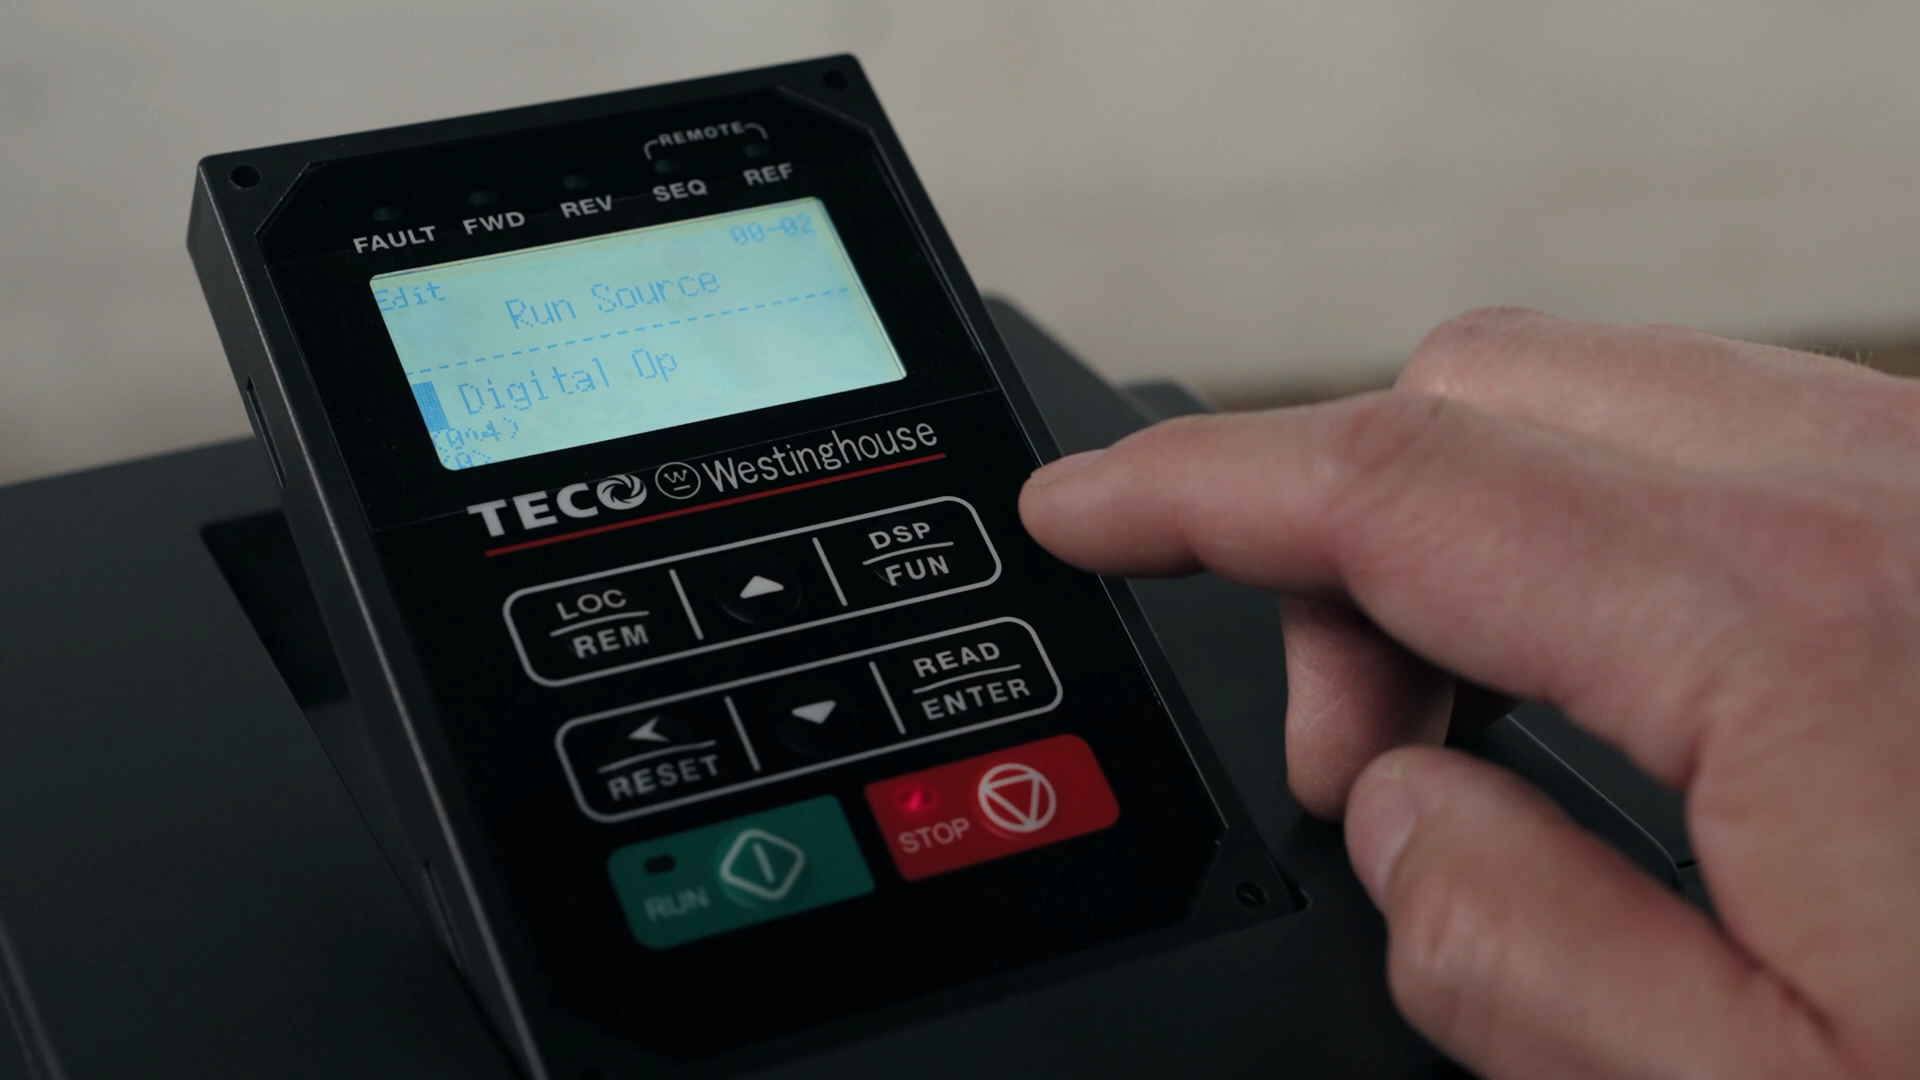 REMOTE
FAULT FWD REV SEQ REF
00-02
Edit Run Source
Digital Op
TECO Westinghouse
LOC
REM
DSP
FUN
READ
ENTER
RESET
RUN
STOP